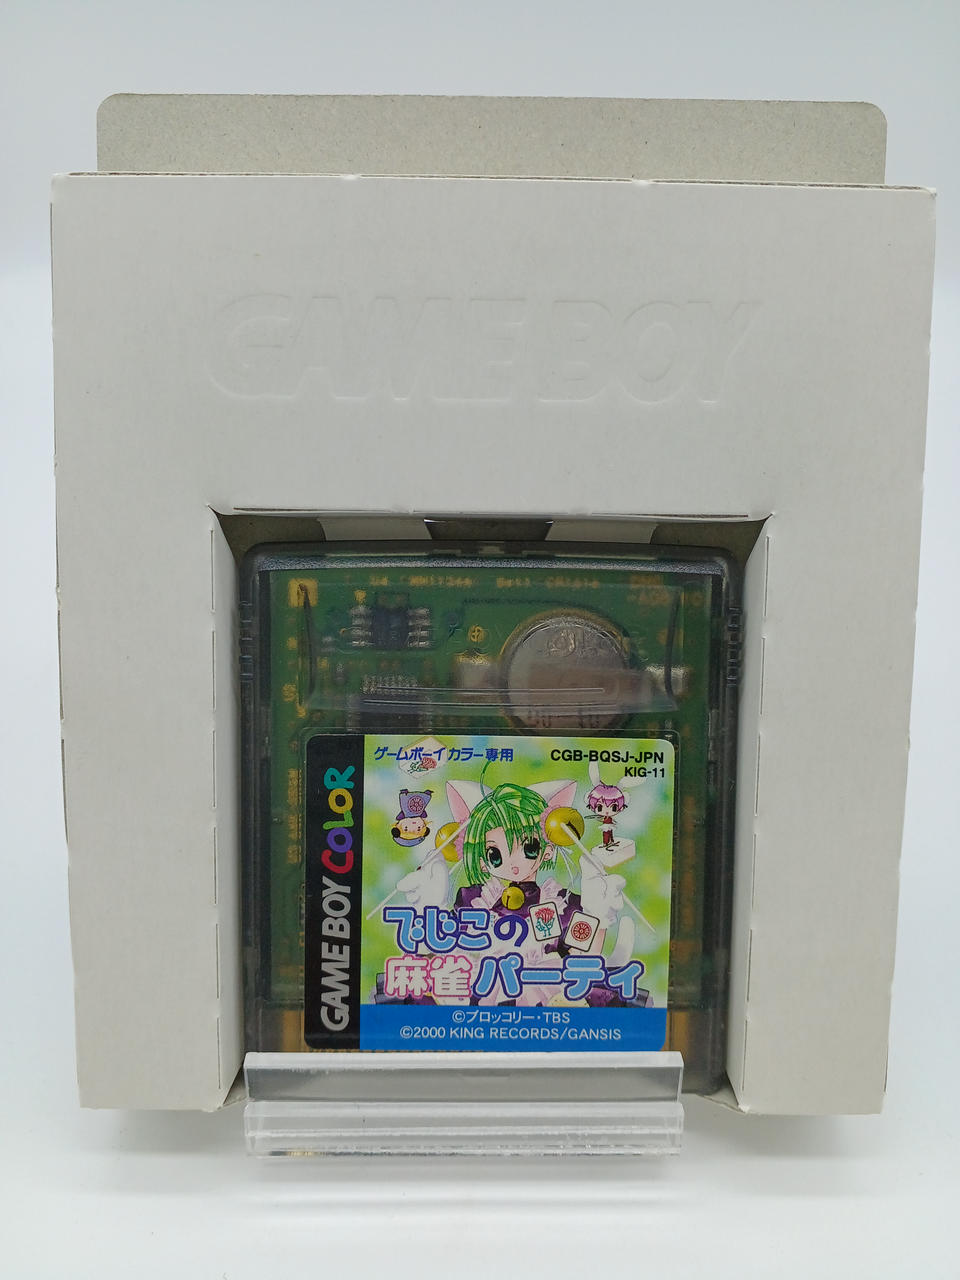 GAME BOY
ゲームボーイカラー専用
CGB-BQSJ-JPN
KIG-11
GAME BOY COLOR
でじこの
麻雀パーティ
©ブロッコリー・TBS
©2000 KING RECORDS/GANSIS